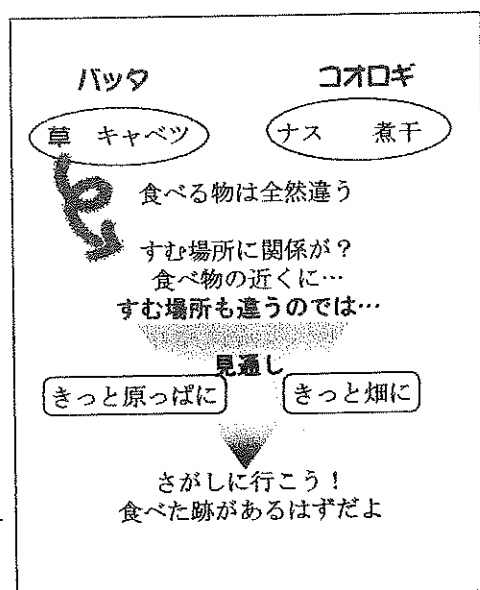 バッタ コオロギ
草 キャベツ ナス 煮干
食べる物は全然違う
すむ場所に関係が？
食べ物の近くに…
すむ場所も違うのでは…
見通し
きっと原っぱに きっと畑に
さがしに行こう！
食べた跡があるはずだよ